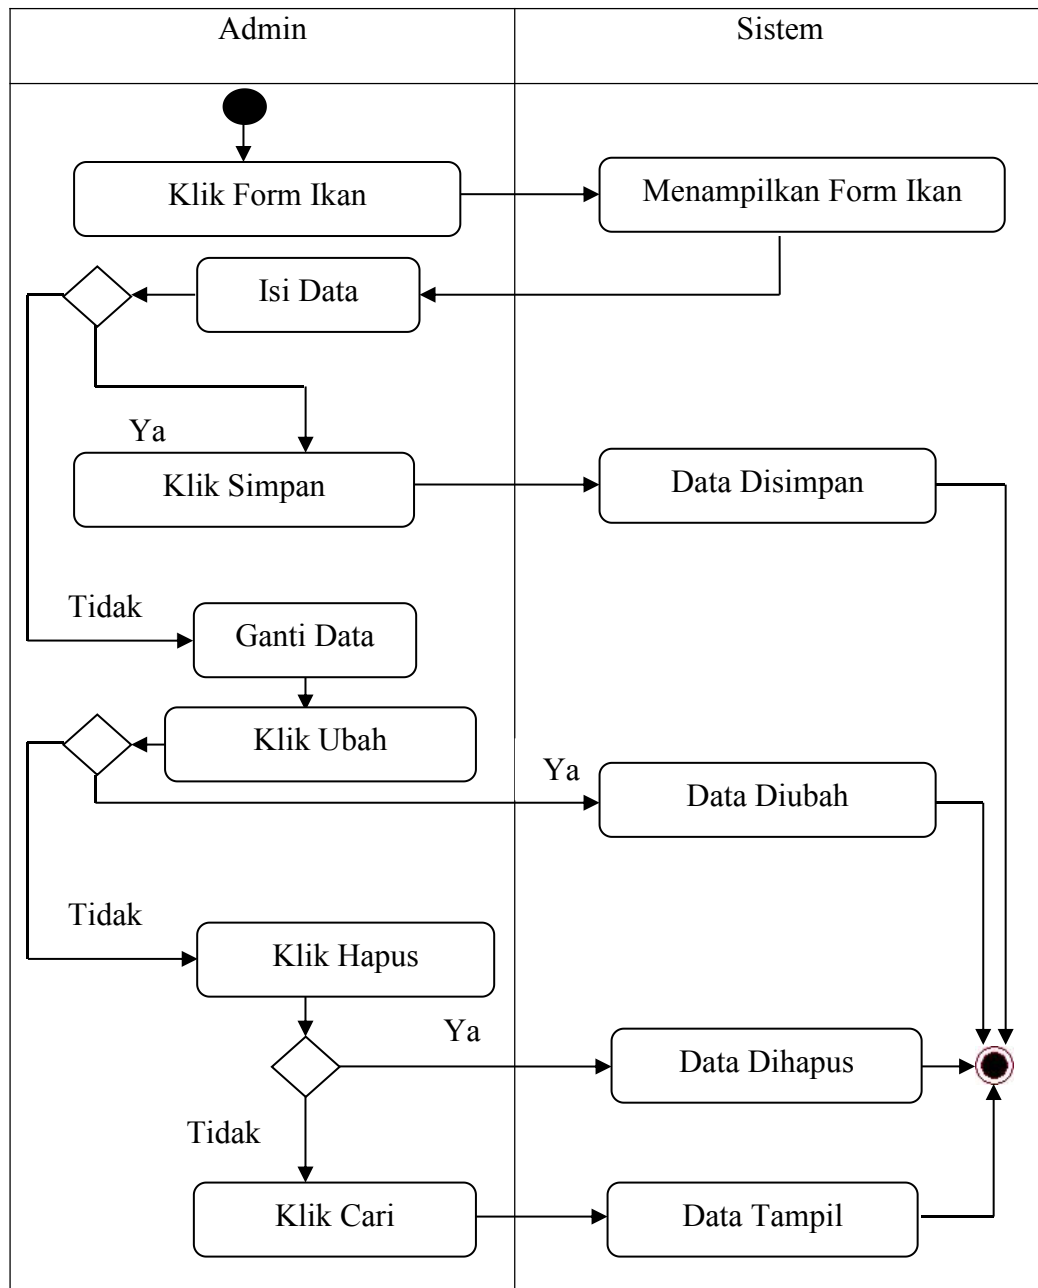 Admin
Sistem
Klik Form Ikan
Menampilkan Form Ikan
Isi Data
Ya
Klik Simpan
Data Disimpan
Tidak
Ganti Data
Klik Ubah
Ya
Data Diubah
Tidak
Klik Hapus
Ya
Data Dihapus
Tidak
Klik Cari
Data Tampil